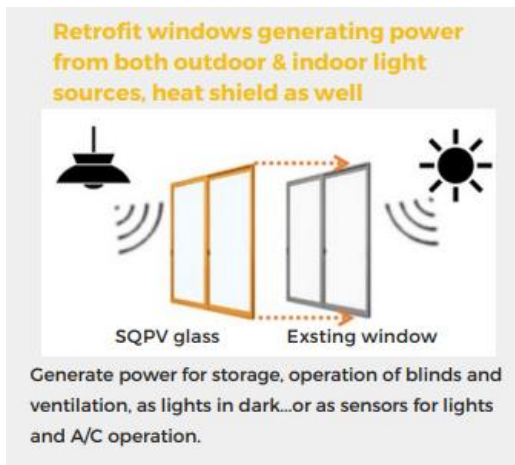 Retrofit windows generating power
from both outdoor & indoor light
sources, heat shield as well
SQPV glass
Exsting window
Generate power for storage, operation of blinds and
ventilation, as lights in dark...or as sensors for lights
and A/C operation.